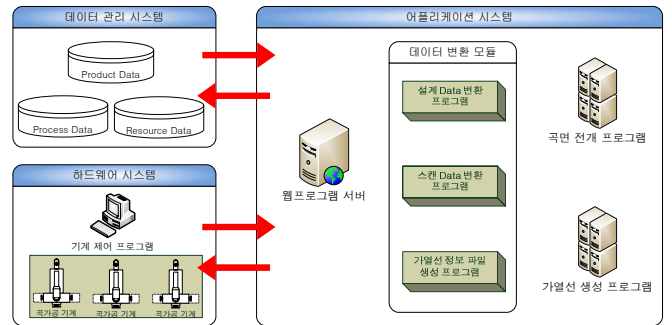 데이터 관리 시스템
Product Data
Process Data
Resource Data
하드웨어 시스템
기계 제어 프로그램
곡가공 기계
곡가공 기계
곡가공 기계
어플리케이션 시스템
웹프로그램 서버
데이터 변환 모듈
설계 Data 변환
프로그램
스캔 Data 변환
프로그램
가열선 정보 파일
생성 프로그램
곡면 전개 프로그램
가열선 생성 프로그램